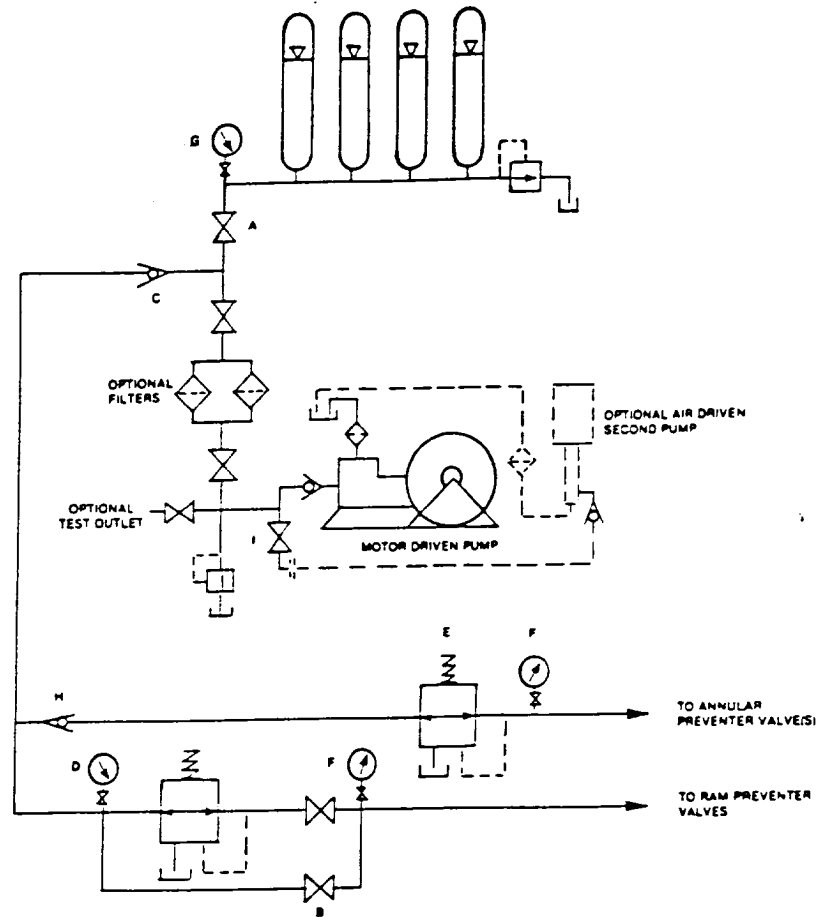 G
A
C
OPTIONAL
FILTERS
OPTIONAL AIR DRIVEN
SECOND PUMP
OPTIONAL
TEST OUTLET
I
MOTOR DRIVEN PUMP
E
F
H
TO ANNULAR
PREVENTER VALVE(S)
D
F
TO RAM PREVENTER
VALVES
B